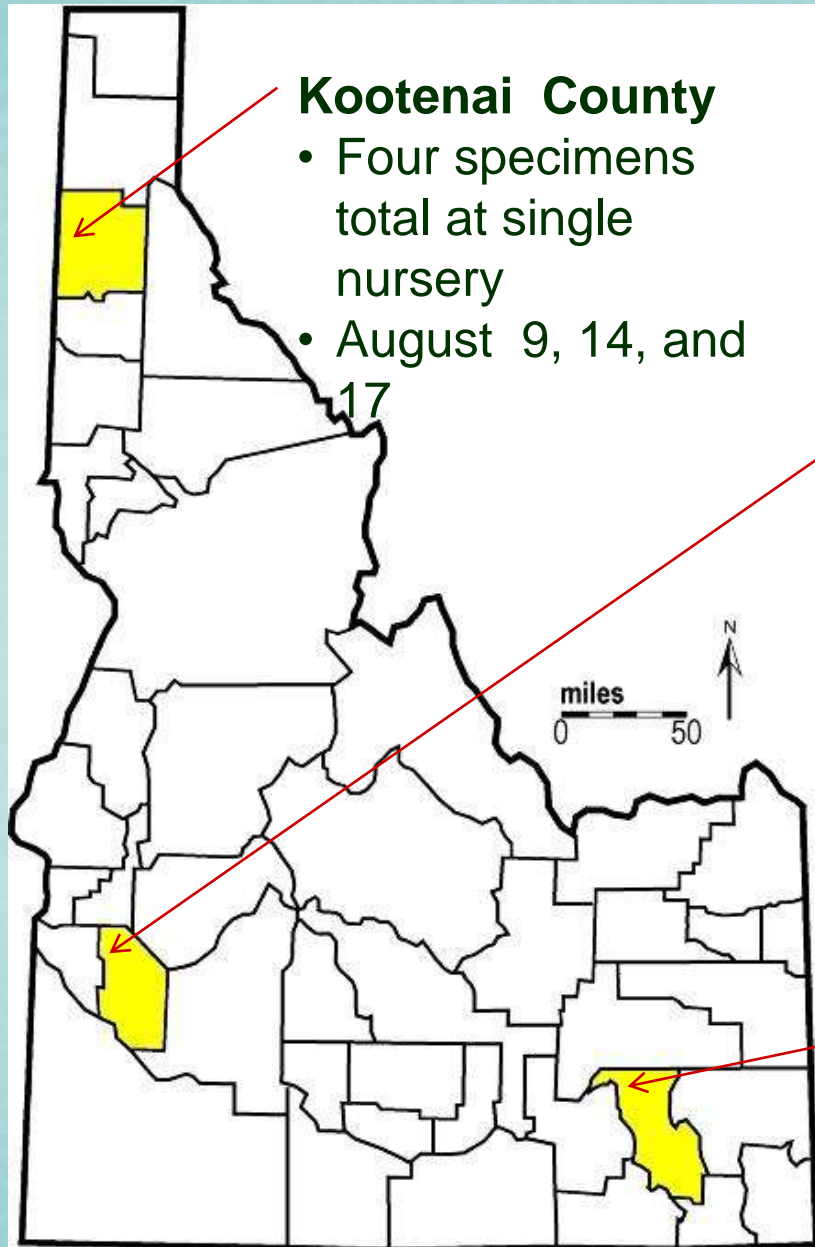 Kootenai County
• Four specimens
total at single
nursery
• August 9, 14, and
17
N
miles
0 50